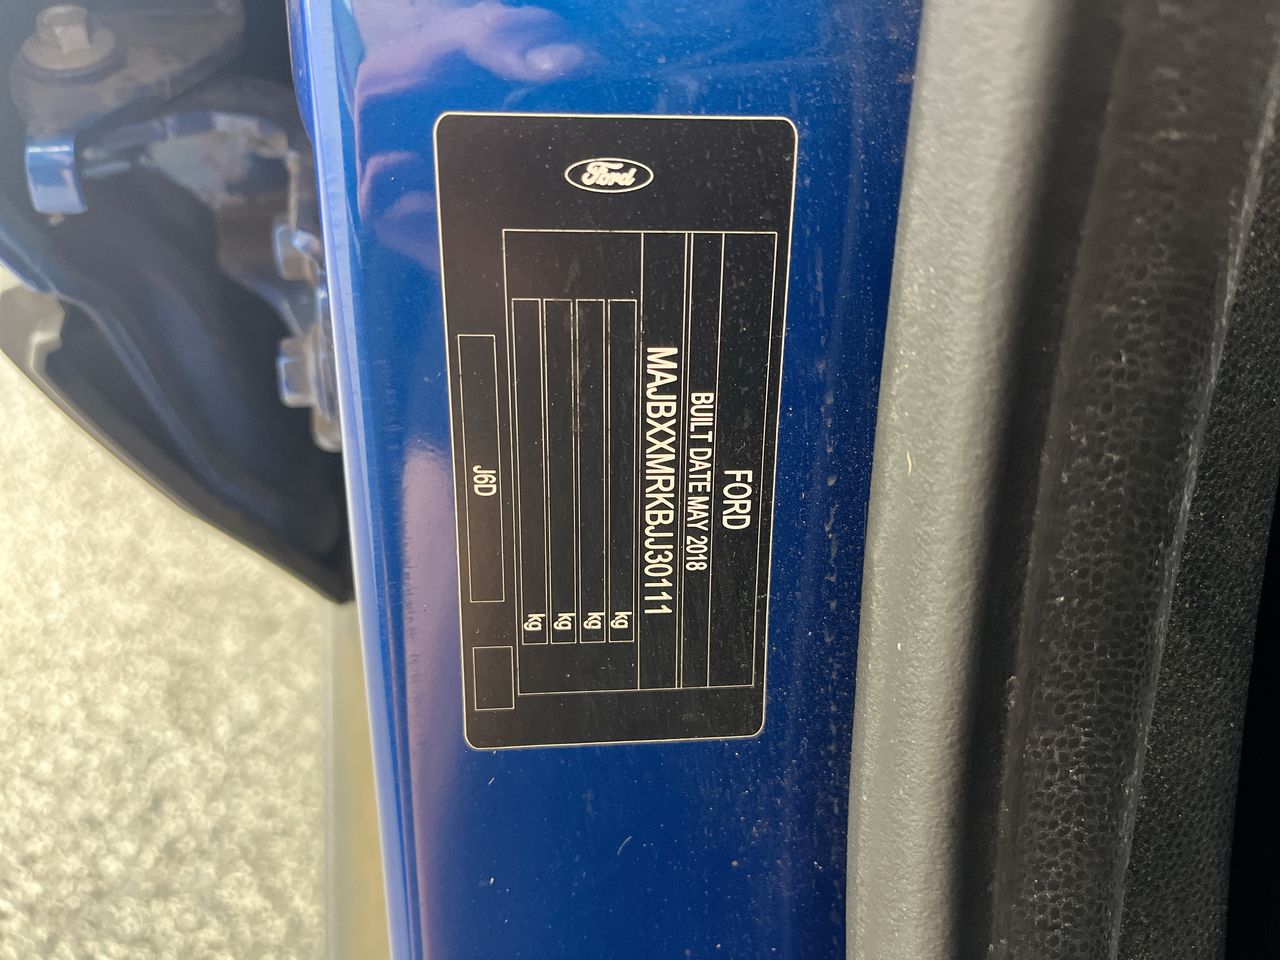 Ford
FORD
BUILT DATE MAY 2018
MAJBXXMRKBJJ30111
kg
kg
kg
kg
J6D